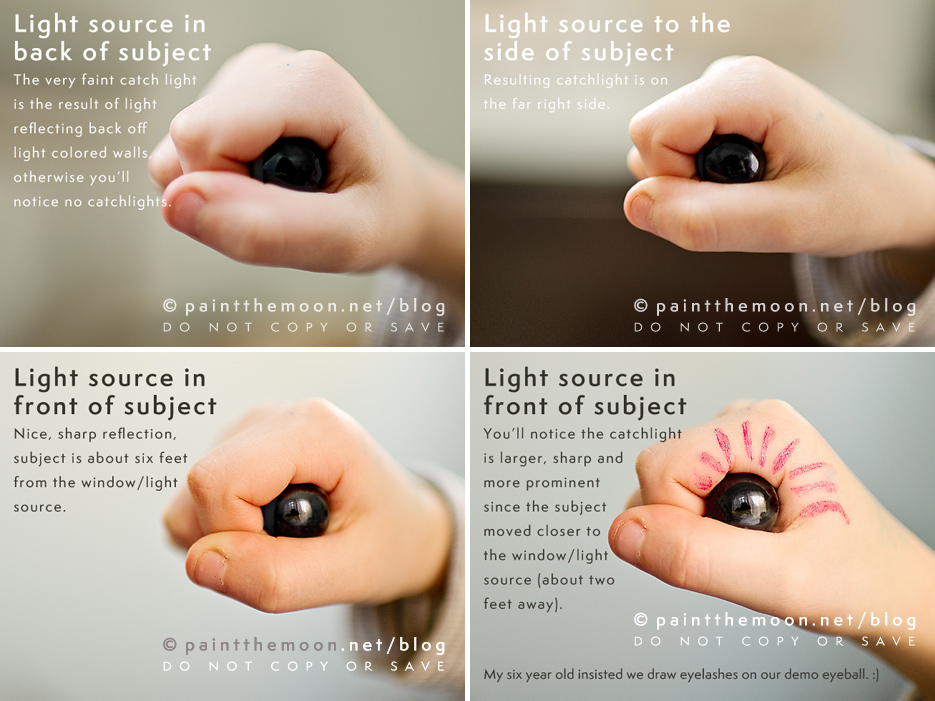 Light source in
back of subject
The very faint catch light
is the result of light
reflecting back off
light colored walls,
otherwise you'll
notice no catchlights.
© paintthemoon.net/blog
DO NOT COPY OR SAVE
Light source to the
side of subject
Resulting catchlight is on
the far right side.
© paintthemoon.net/blog
DO NOT COPY OR SAVE
Light source in
front of subject
Nice, sharp reflection,
subject is about six feet
from the window/light
source.
© paintthemoon.net/blog
DO NOT COPY OR SAVE
Light source in
front of subject
You'll notice the catchlight
is larger, sharp and
more prominent
since the subject
moved closer to
the window/light
source (about two
feet away).
© paintthemoon.net/blog
DO NOT COPY OR SAVE
My six year old insisted we draw eyelashes on our demo eyeball. :)